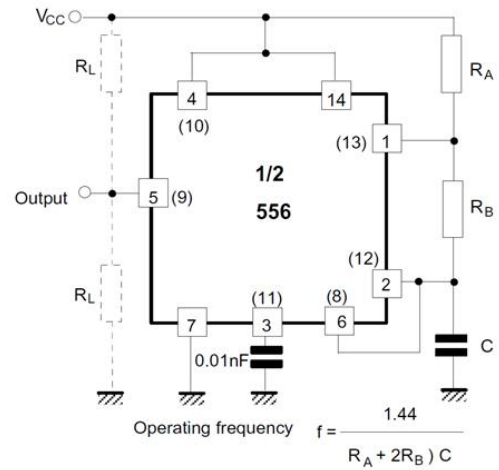 VCC
RL
RA
4
14
(10)
(13)
1
1/2
556
Output
5
(9)
RB
(12)
2
RL
(11)
(8)
7
3
6
C
0.01nF
Operating frequency
f = 1.44
RA + 2RB ) C